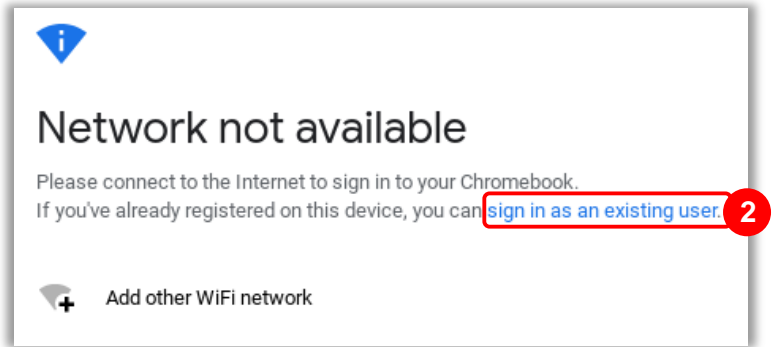 Network not available
Please connect to the Internet to sign in to your Chromebook.
If you've already registered on this device, you can sign in as an existing user.
2
Add other WiFi network